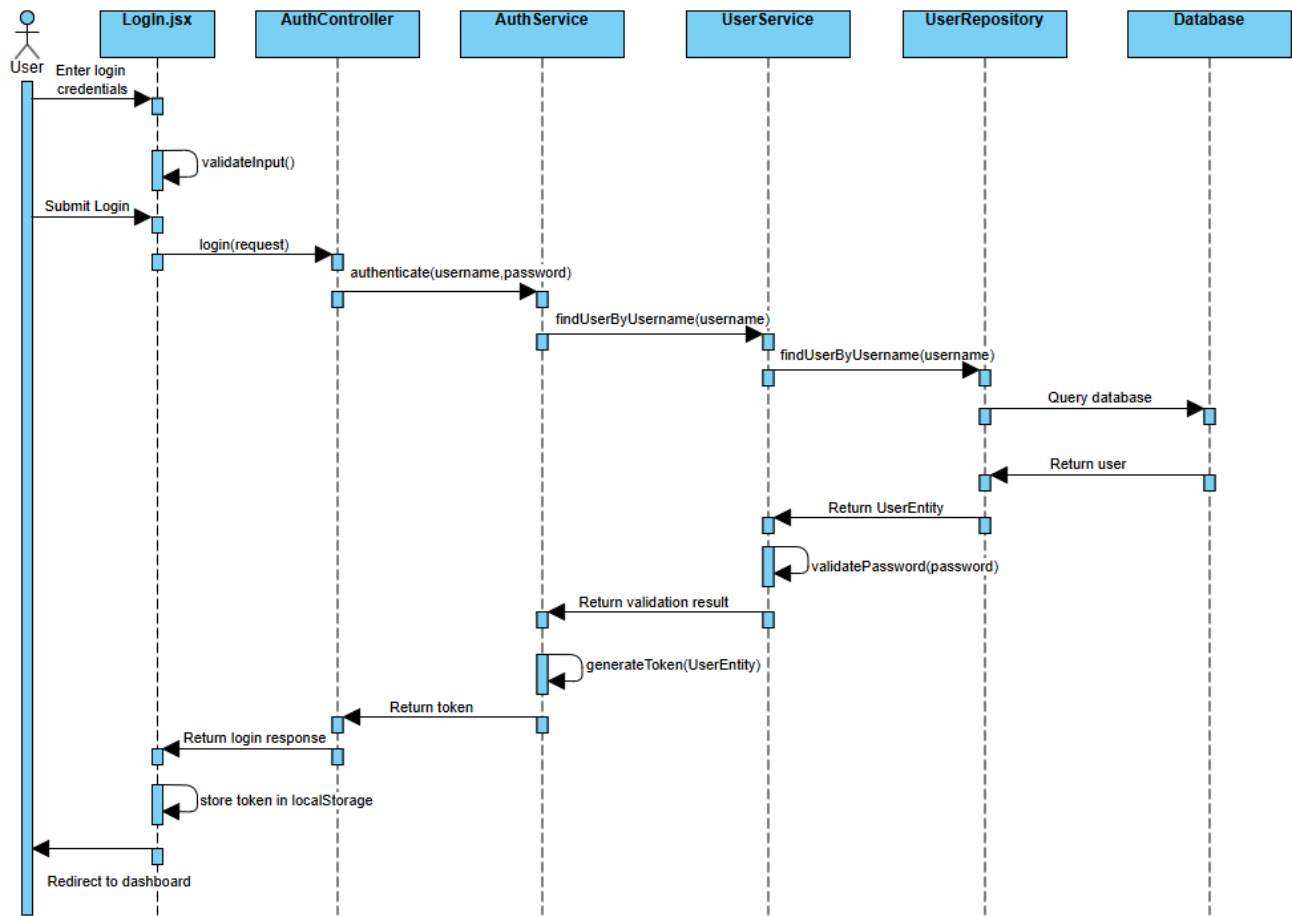 LogIn.jsx
AuthController
AuthService
UserService
UserRepository
Database
User
Enter login
credentials
validateInput()
Submit Login
login(request)
authenticate(username,password)
findUserByUsername(username)
findUserByUsername(username)
Query database
Return user
Return UserEntity
validatePassword(password)
Return validation result
generateToken(UserEntity)
Return token
Return login response
store token in localStorage
Redirect to dashboard